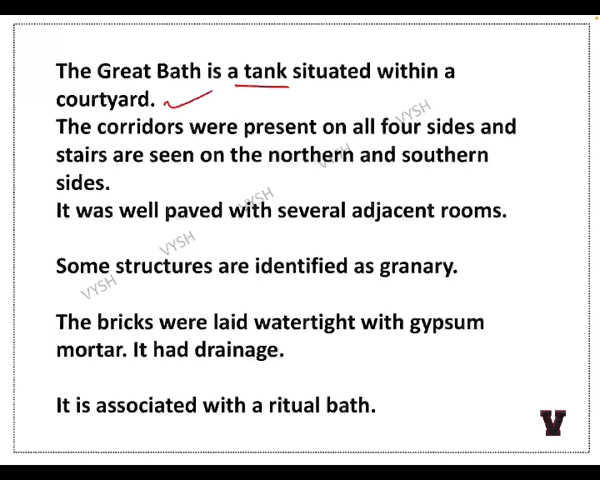 The Great Bath is a tank situated within a
courtyard.
The corridors were present on all four sides and
stairs are seen on the northern and southern
sides.
It was well paved with several adjacent rooms.
Some structures are identified as granary.
The bricks were laid watertight with gypsum
mortar. It had drainage.
It is associated with a ritual bath.
VYSH
VYSH
VYSH
VYSH
VYSH
V